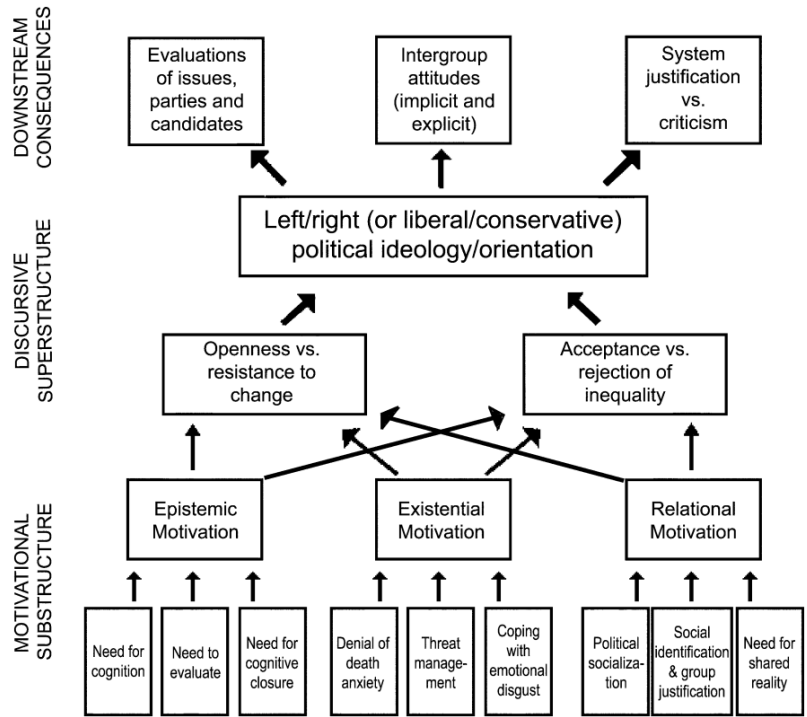 DOWNSTREAM
CONSEQUENCES
Evaluations
of issues,
parties and
candidates
Intergroup
attitudes
(implicit and
explicit)
System
justification
vs.
criticism
DISCURSIVE
SUPERSTRUCTURE
Left/right (or liberal/conservative)
political ideology/orientation
Openness vs.
resistance to
change
Acceptance vs.
rejection of
inequality
MOTIVATIONAL
SUBSTRUCTURE
Epistemic
Motivation
Existential
Motivation
Relational
Motivation
Need for
cognition
Need to
evaluate
Need for
cognitive
closure
Denial of
death
anxiety
Threat
manage-
ment
Coping
with
emotional
disgust
Political
socializa-
tion
Social
identification
& group
justification
Need for
shared
reality